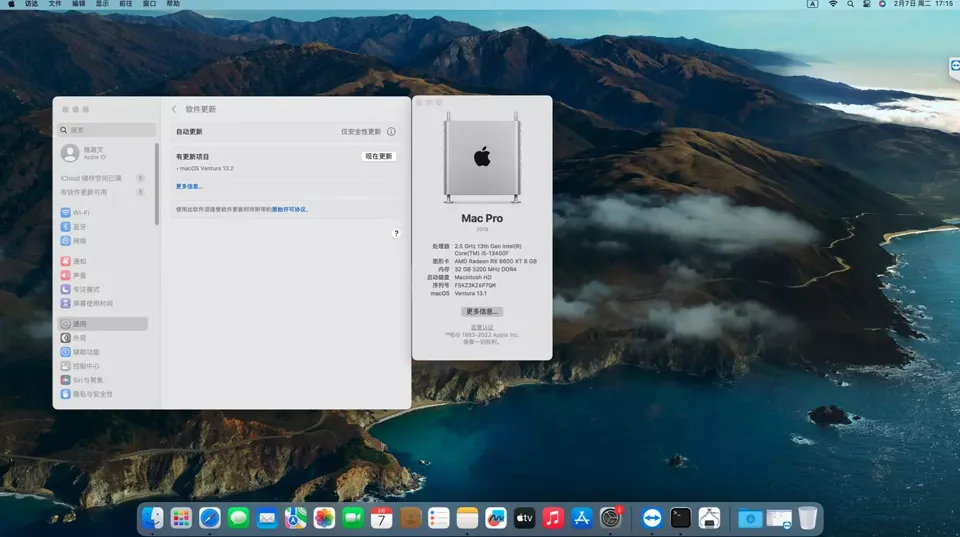 访达 文件 编辑 显示 前往 窗口 帮助
A 2月7日 周二 17:15
软件更新
搜索
Apple ID
iCloud 储存空间已满 1
有软件更新可用 1
Wi-Fi
蓝牙
网络
通知
声音
专注模式
屏幕使用时间
通用
外观
辅助功能
控制中心
Siri与聚焦
隐私与安全性
自动更新 仅安全性更新
有更新项目 现在更新
• macOS Ventura 13.2
更多信息...
使用此软件须接受软件更新时所附带的原始许可协议。
?
Mac Pro
2019
处理器 2.5 GHz 13th Gen Intel(R)
Core(TM) i5-13400F
图形卡 AMD Radeon RX 6600 XT 8 GB
内存 32 GB 3200 MHz DDR4
启动磁盘 Macintosh HD
序列号 F5KZ3KZ6P7QM
macOS Ventura 13.1
更多信息...
监管认证
™和© 1983-2022 Apple Inc.
保留一切权利。
2月
7
tv
1